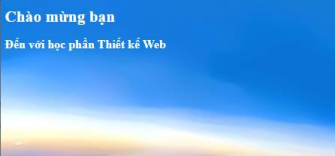 Chào mừng bạn
Đến với học phần Thiết kế Web